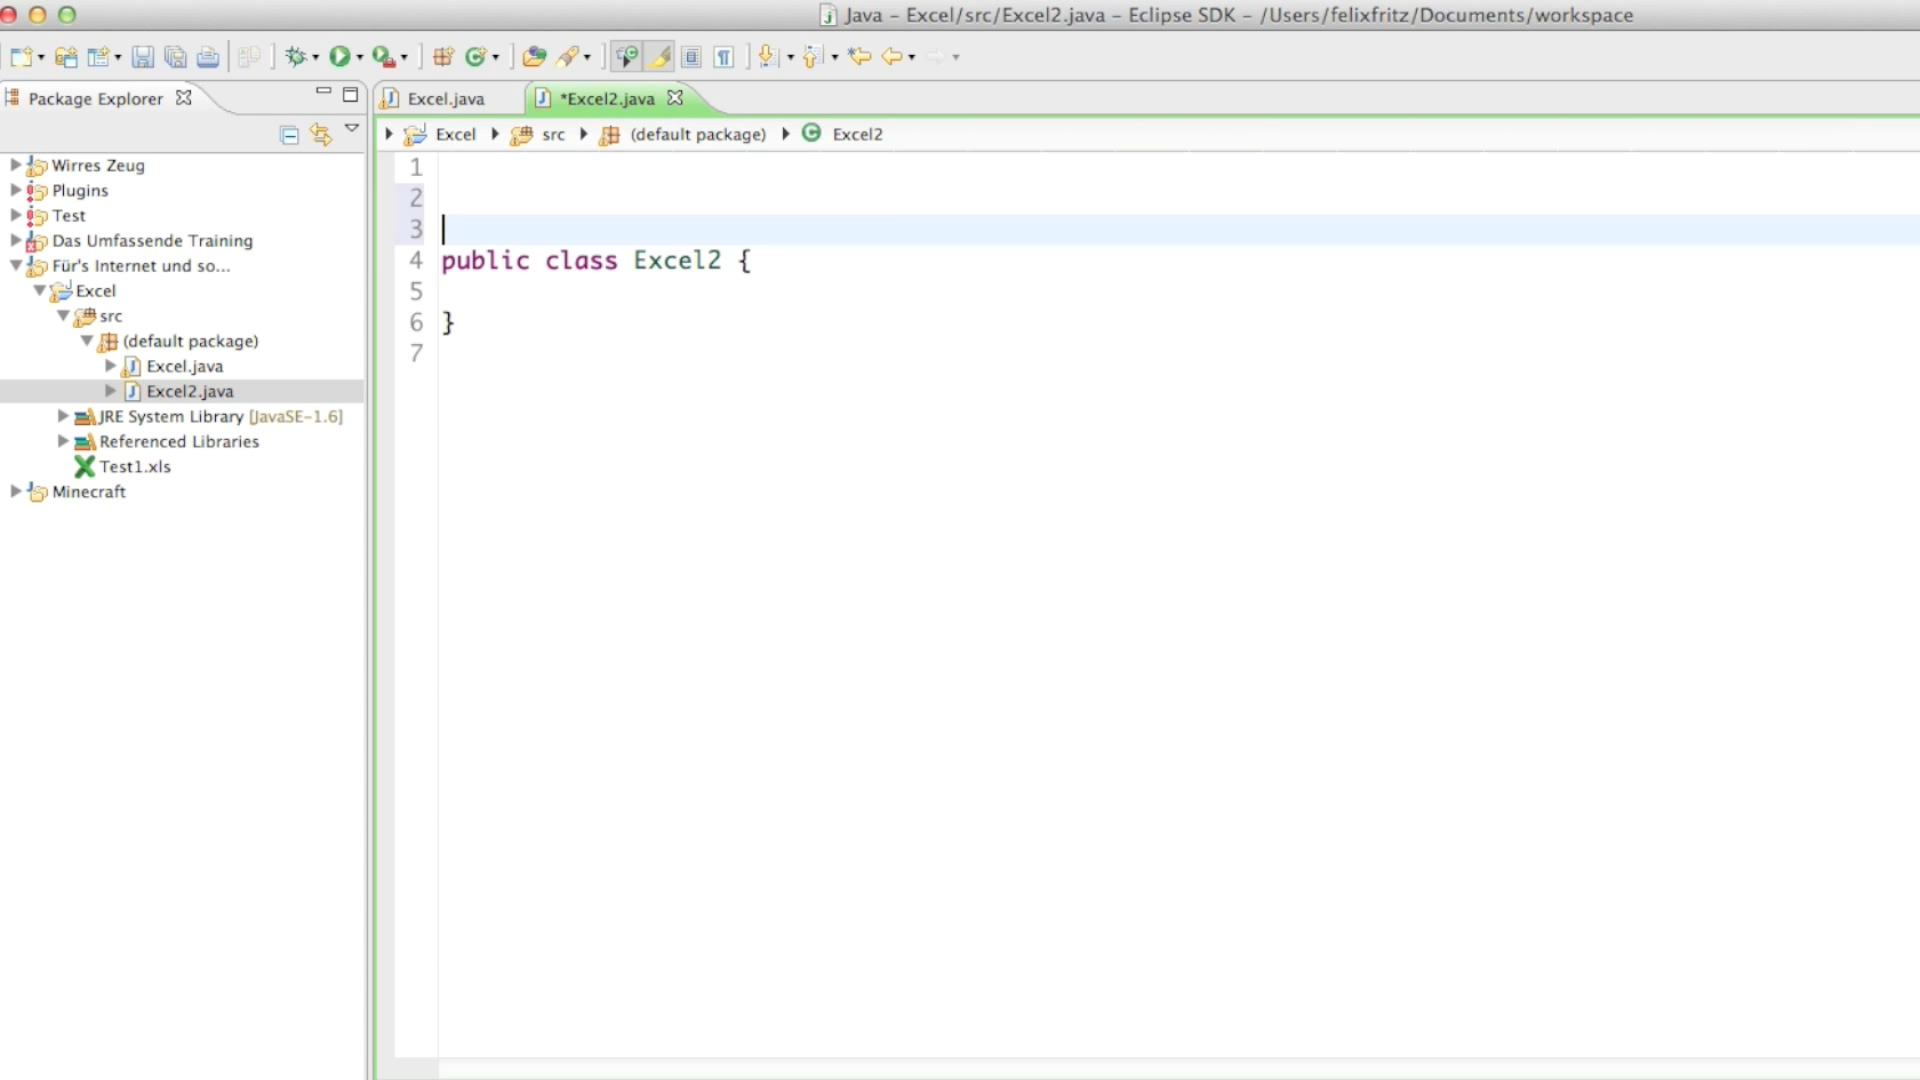 Java – Excel/src/Excel2.java – Eclipse SDK – /Users/felixfritz/Documents/workspace
Package Explorer
Wirres Zeug
Plugins
Test
Das Umfassende Training
Für's Internet und so...
Excel
src
(default package)
Excel.java
Excel2.java
JRE System Library [JavaSE-1.6]
Referenced Libraries
Test1.xls
Minecraft
Excel.java
*Excel2.java
Excel src (default package) Excel2
1
2
3
4 public class Excel2 {
5
6 }
7